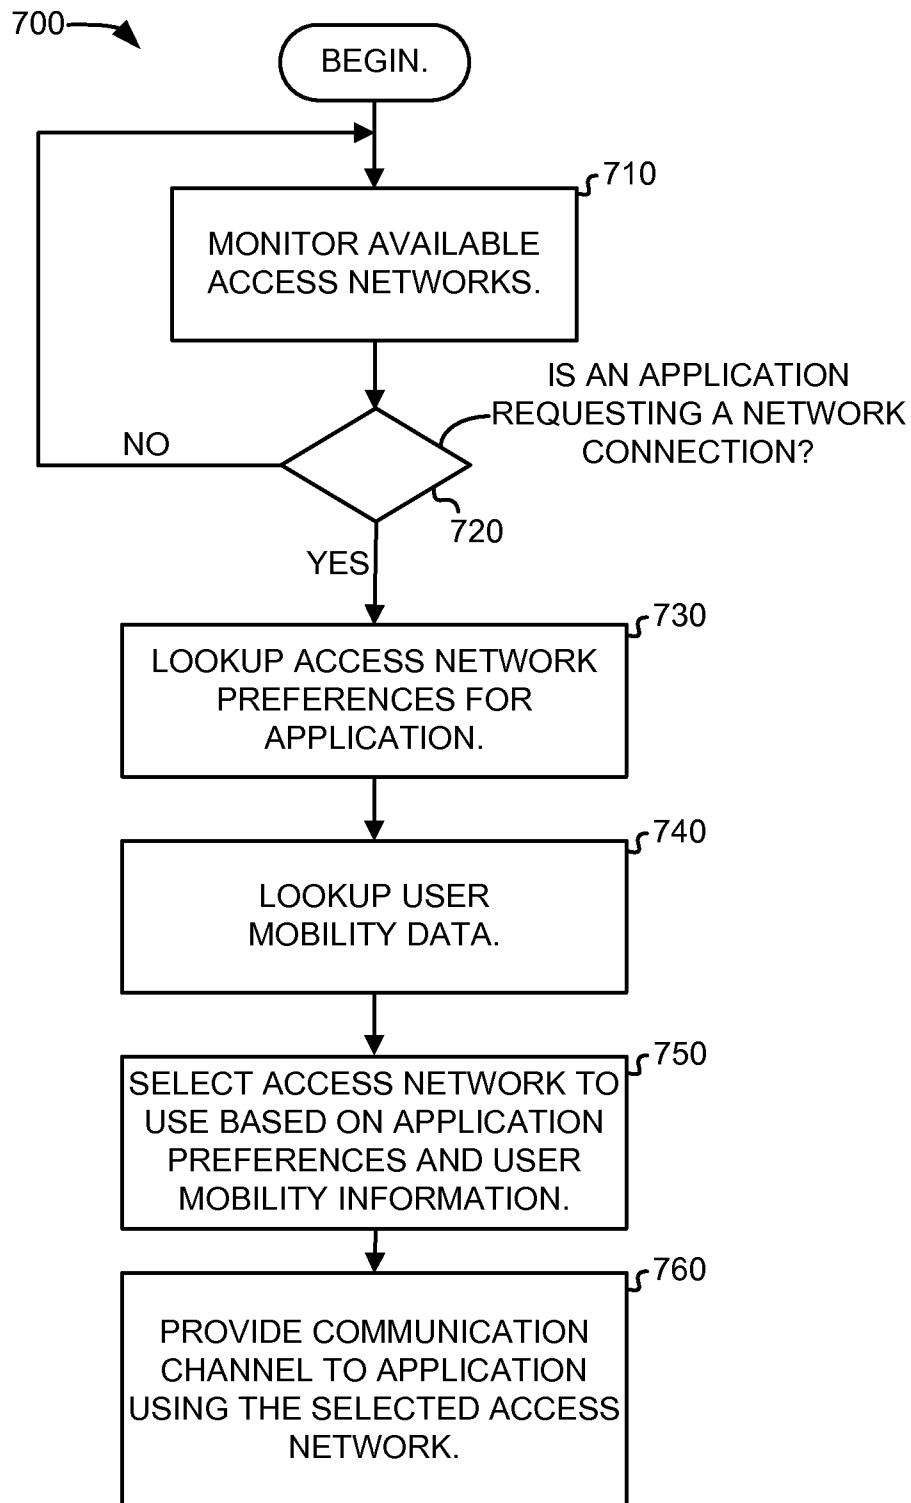 700
BEGIN.
710
MONITOR AVAILABLE
ACCESS NETWORKS.
IS AN APPLICATION
REQUESTING A NETWORK
CONNECTION?
NO
720
YES
730
LOOKUP ACCESS NETWORK
PREFERENCES FOR
APPLICATION.
740
LOOKUP USER
MOBILITY DATA.
750
SELECT ACCESS NETWORK TO
USE BASED ON APPLICATION
PREFERENCES AND USER
MOBILITY INFORMATION.
760
PROVIDE COMMUNICATION
CHANNEL TO APPLICATION
USING THE SELECTED ACCESS
NETWORK.